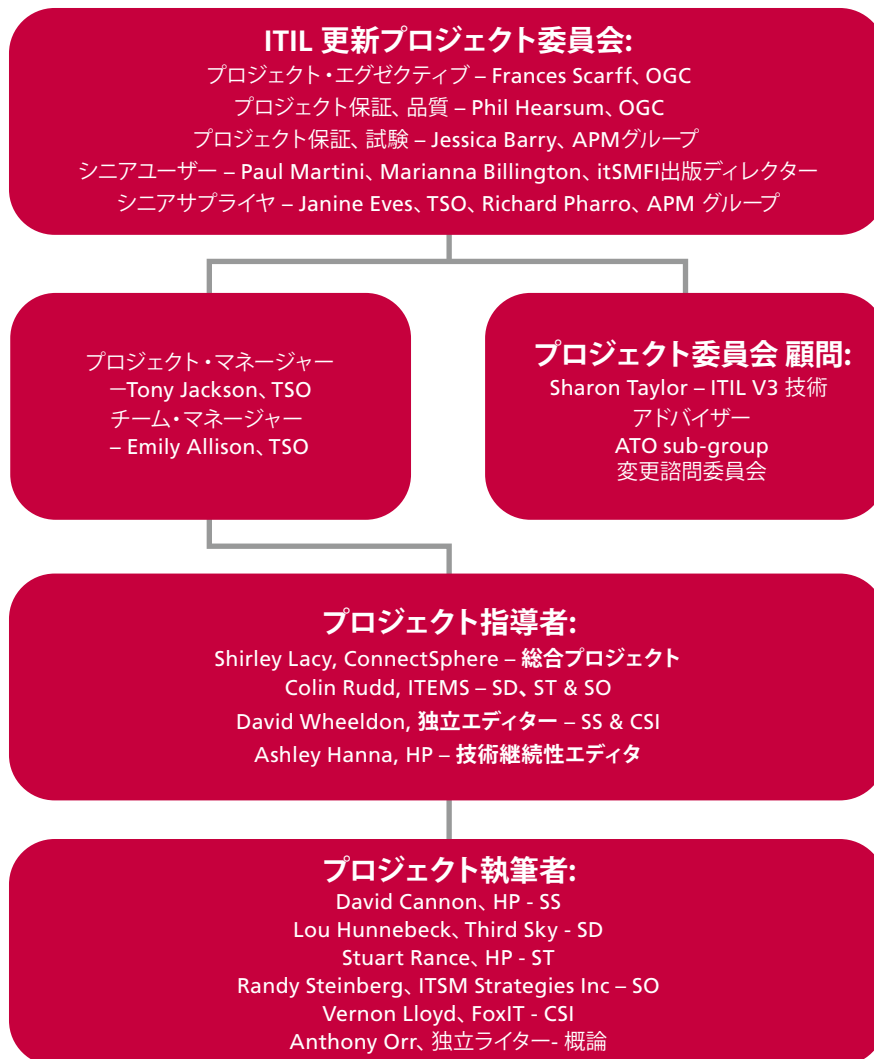 ITIL 更新プロジェクト委員会:
プロジェクト・エグゼクティブ – Frances Scarff、OGC
プロジェクト保証、品質 – Phil Hearsum、OGC
プロジェクト保証、試験 – Jessica Barry、APMグループ
シニアユーザー – Paul Martini、Marianna Billington、itSMFI出版ディレクター
シニアサプライヤ – Janine Eves、TSO、Richard Pharro、APM グループ
プロジェクト・マネージャー
–Tony Jackson、TSO
チーム・マネージャー
– Emily Allison、TSO
プロジェクト委員会 顧問:
Sharon Taylor – ITIL V3 技術
アドバイザー
ATO sub-group
変更諮問委員会
プロジェクト指導者:
Shirley Lacy, ConnectSphere – 総合プロジェクト
Colin Rudd, ITEMS – SD、ST & SO
David Wheeldon, 独立エディター – SS & CSI
Ashley Hanna, HP – 技術継続性エディタ
プロジェクト執筆者:
David Cannon、HP - SS
Lou Hunnebeck、Third Sky - SD
Stuart Rance、HP - ST
Randy Steinberg、ITSM Strategies Inc – SO
Vernon Lloyd、FoxIT - CSI
Anthony Orr、独立ライター- 概論